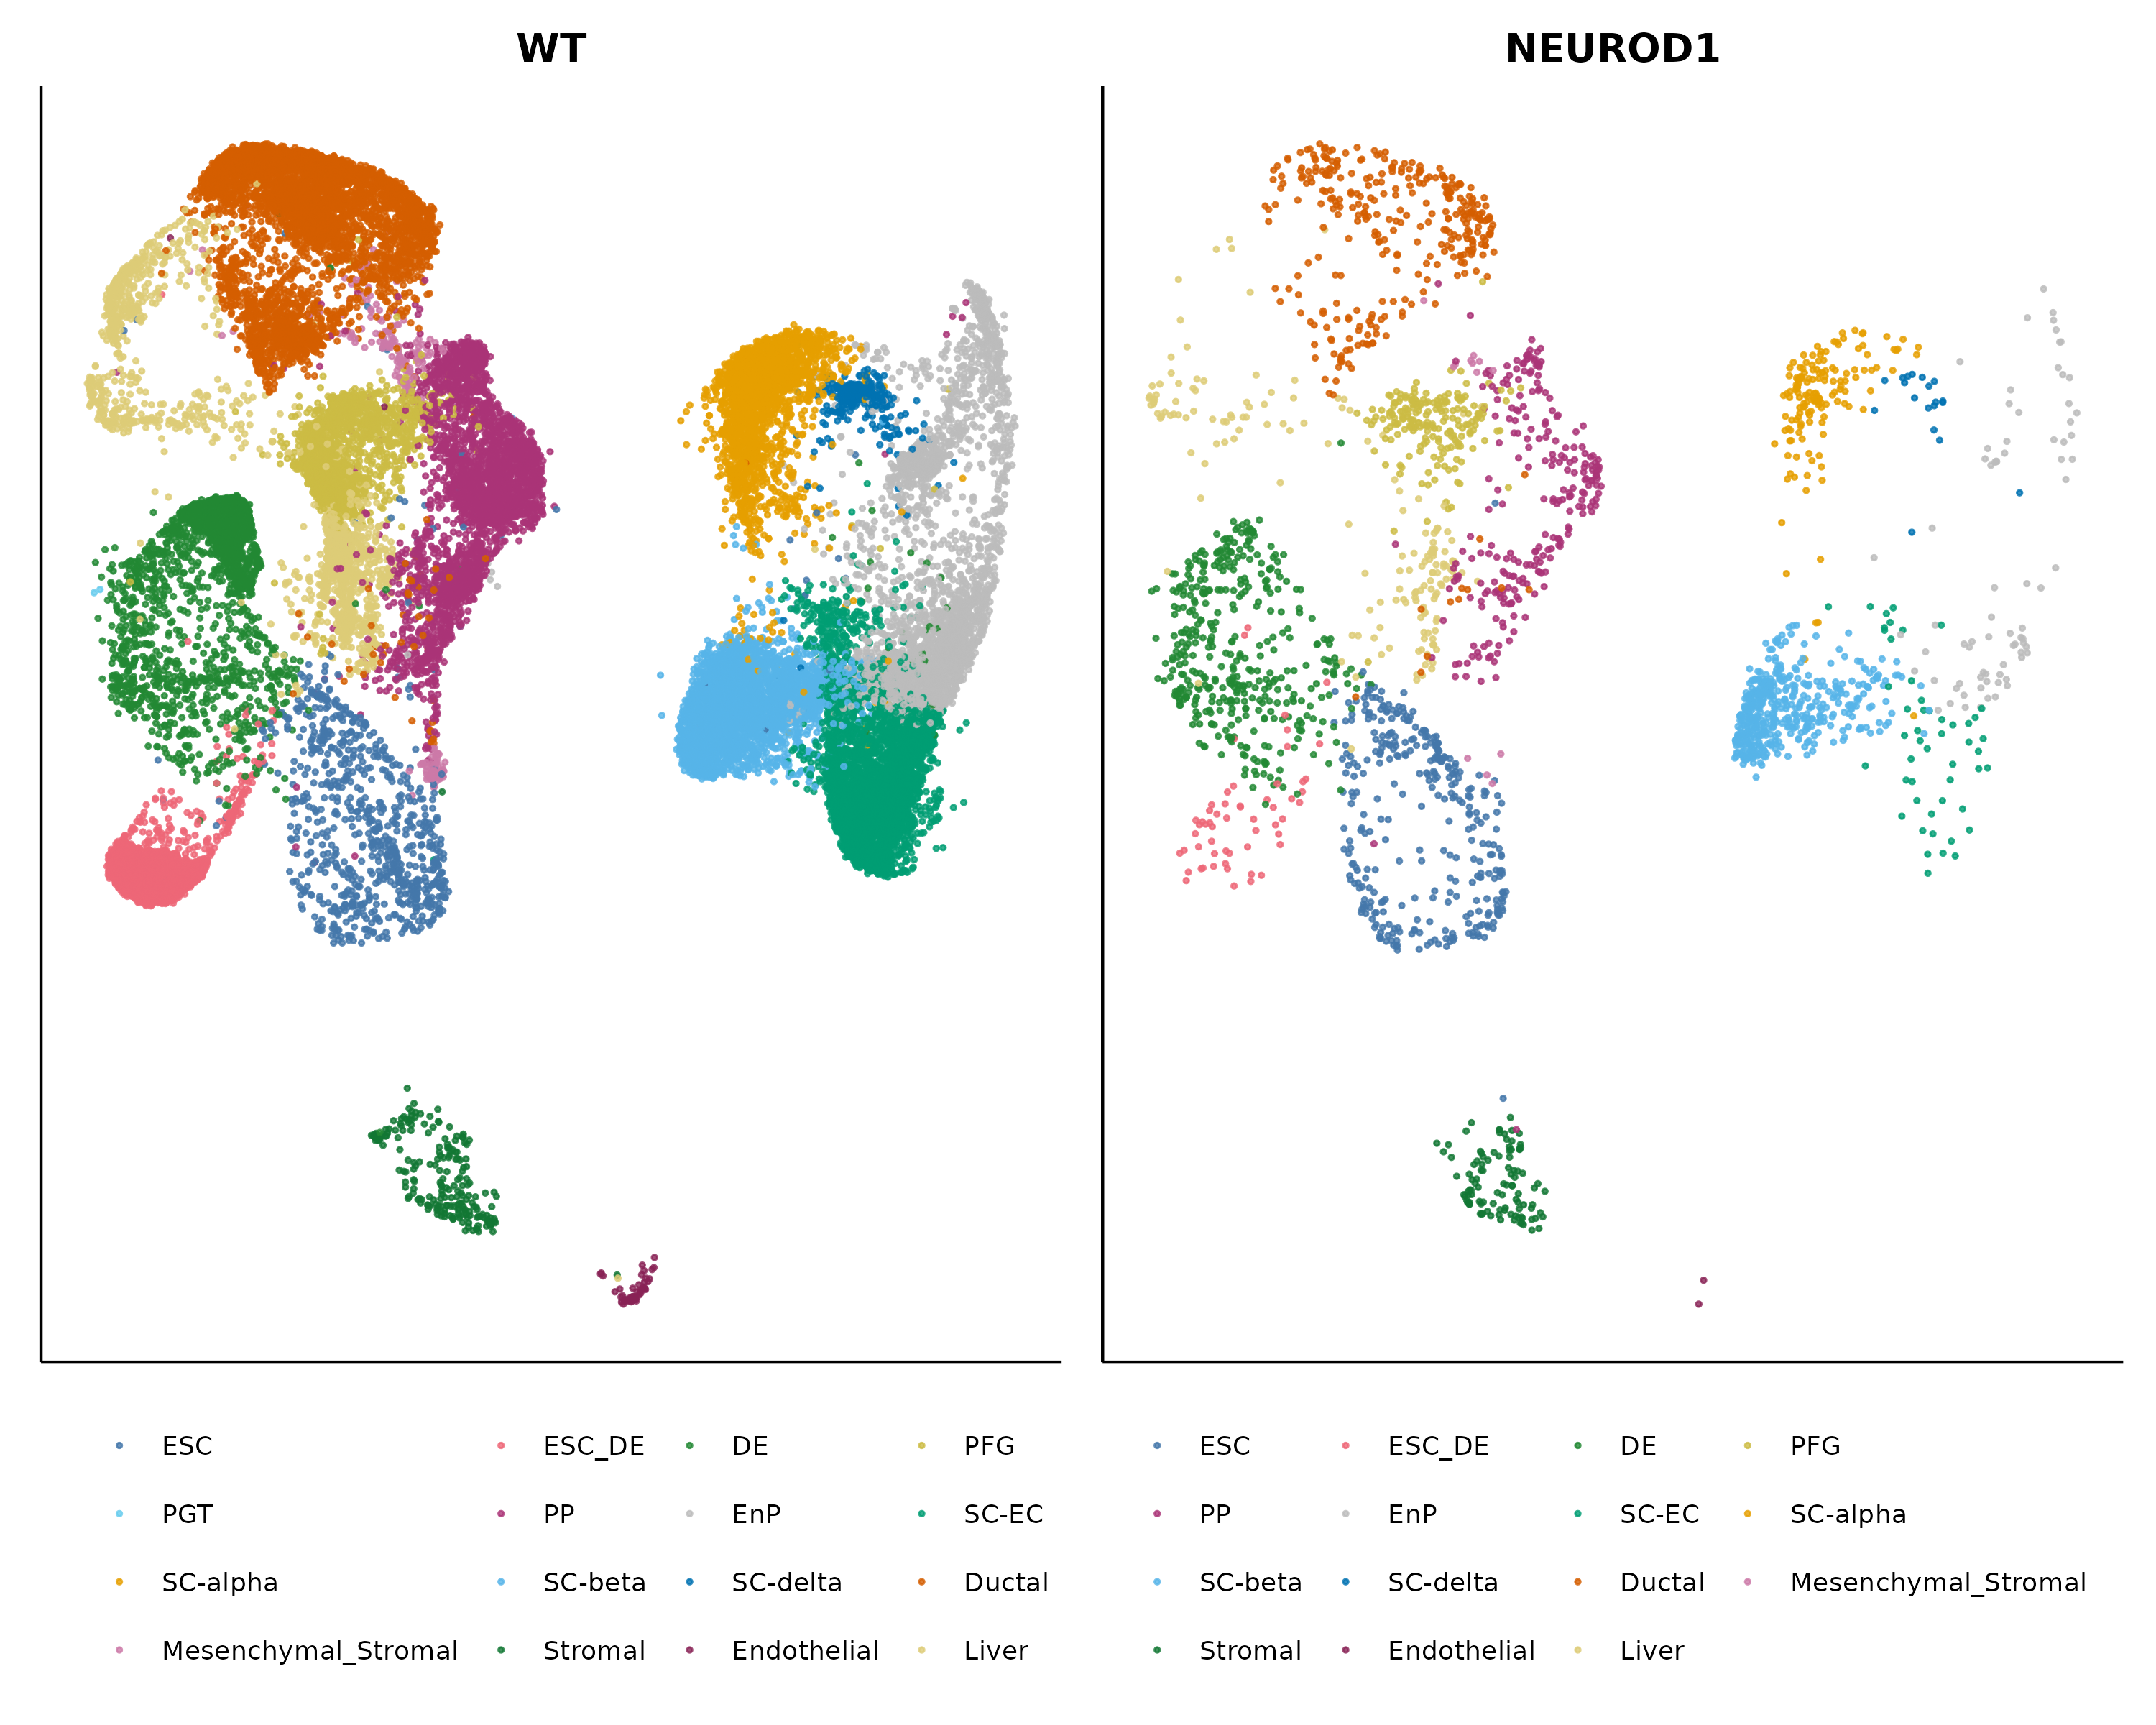 WT
NEUROD1
ESC ESC_DE DE PFG
PGT PP EnP SC-EC
SC-alpha SC-beta SC-delta Ductal
Mesenchymal_Stromal Stromal Endothelial Liver
ESC ESC_DE DE PFG
PP EnP SC-EC SC-alpha
SC-beta SC-delta Ductal Mesenchymal_Stromal
Stromal Endothelial Liver